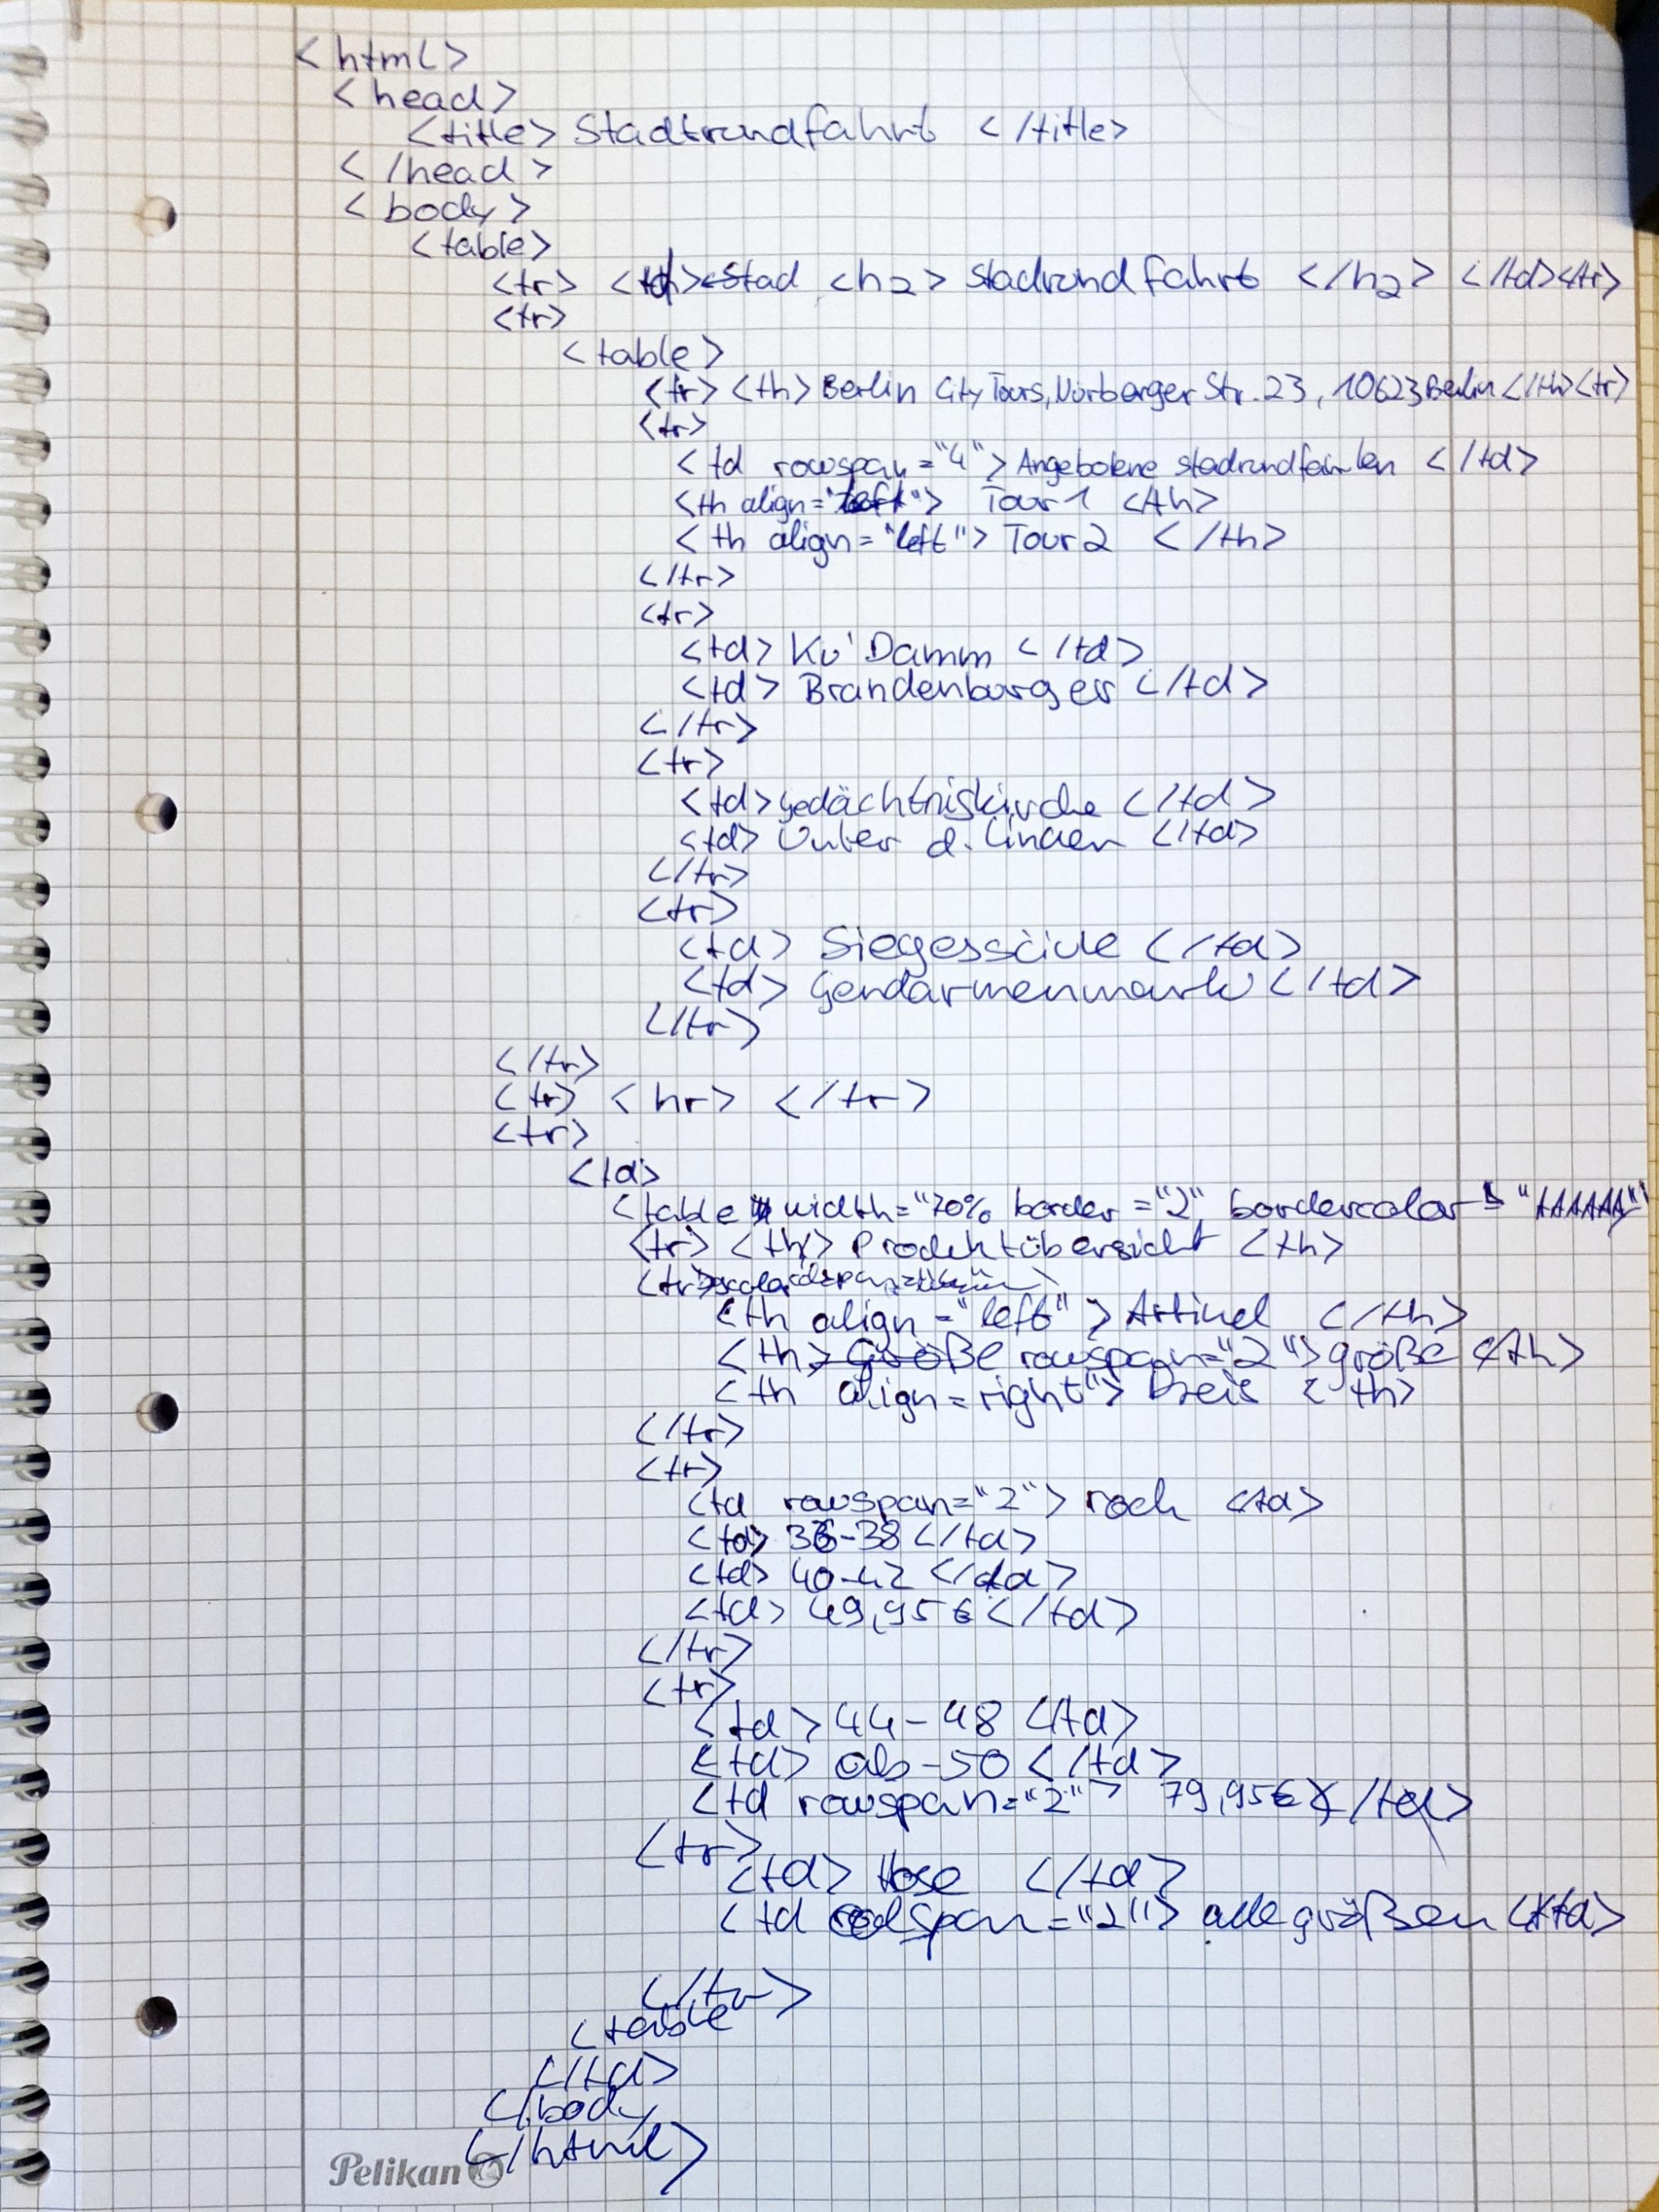 <html>
<head>
<title> Stadtrundfahrt </title>
</head>
<body>
<table>
<tr> <td> Stad <h2> Stadrundfahrt </h2> </td><tr>
<tr>
<table>
<tr> <th> Berlin City Tours, Nürberger Str. 23, 10623 Berlin </th><tr>
<tr>
<td rowspan="4"> Angebotene stadrundfahrten </td>
<th align="left"> Tour 1 </th>
<th align="left"> Tour 2 </th>
</tr>
<tr>
<td> Ku'Damm </td>
<td> Brandenburger </td>
</tr>
<tr>
<td> Gedächtniskirche </td>
<td> Unter d. Linden </td>
</tr>
<tr>
<td> Siegessäule </td>
<td> Gendarmenmarkt </td>
</tr>
</tr>
<tr> <hr> </tr>
<tr>
<td>
<table width="70% border="2" bordercolor="AAAAAA"
<tr> <th> Produktübersicht <th>
<tr>
<th align="left"> Artikel </th>
<th> Größe rowspan="2"> größe </th>
<th align=right"> Preis < th>
</tr>
<tr>
<td rowspan="2"> rock <td>
<td> 36-38 </td>
<td> 40-42 </td>
<td> 49,95€ </td>
</tr>
<tr>
<td> 44-48 </td>
<td> ab-50 </td>
<td rowspan="2"> 79,95€ </td>
<tr>
<td> Hose </td>
<td colspan="2"> alle größen </td>
</tr>
<table
</td>
</body
</html>
Pelikan